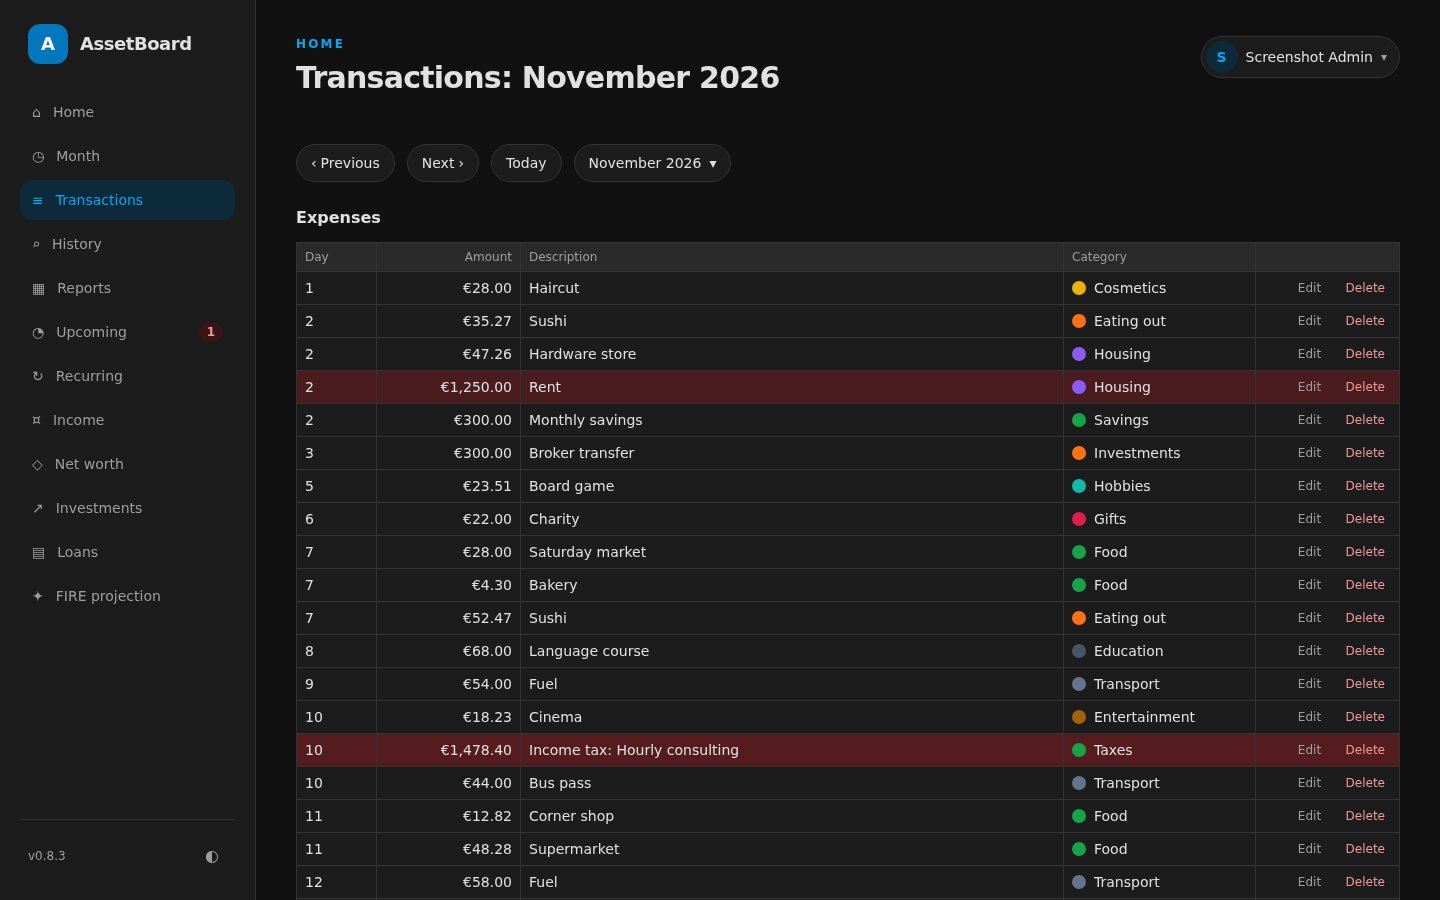 A AssetBoard
⌂ Home
◷ Month
≡ Transactions
⌕ History
▦ Reports
◔ Upcoming 1
↻ Recurring
¤ Income
◇ Net worth
↗ Investments
▤ Loans
✦ FIRE projection
v0.8.3 ◐
HOME
Transactions: November 2026
S Screenshot Admin ▾
‹ Previous Next › Today November 2026 ▾
Expenses
Day Amount Description Category
1 €28.00 Haircut Cosmetics Edit Delete
2 €35.27 Sushi Eating out Edit Delete
2 €47.26 Hardware store Housing Edit Delete
2 €1,250.00 Rent Housing Edit Delete
2 €300.00 Monthly savings Savings Edit Delete
3 €300.00 Broker transfer Investments Edit Delete
5 €23.51 Board game Hobbies Edit Delete
6 €22.00 Charity Gifts Edit Delete
7 €28.00 Saturday market Food Edit Delete
7 €4.30 Bakery Food Edit Delete
7 €52.47 Sushi Eating out Edit Delete
8 €68.00 Language course Education Edit Delete
9 €54.00 Fuel Transport Edit Delete
10 €18.23 Cinema Entertainment Edit Delete
10 €1,478.40 Income tax: Hourly consulting Taxes Edit Delete
10 €44.00 Bus pass Transport Edit Delete
11 €12.82 Corner shop Food Edit Delete
11 €48.28 Supermarket Food Edit Delete
12 €58.00 Fuel Transport Edit Delete